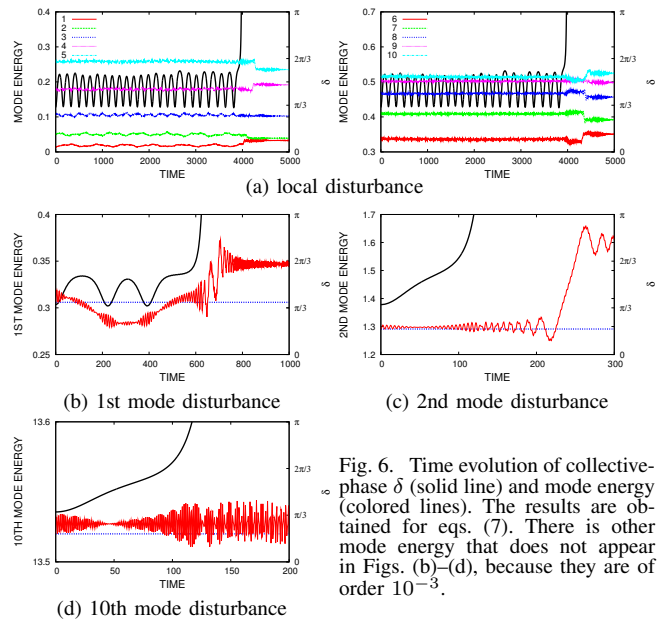 0.4
0.3
0.2
0.1
0
MODE ENERGY
1
2
3
4
5
π
2π/3
π/3
0
δ
0 1000 2000 3000 4000 5000
TIME
0.7
0.6
0.5
0.4
0.3
MODE ENERGY
6
7
8
9
10
π
2π/3
π/3
0
δ
0 1000 2000 3000 4000 5000
TIME
(a) local disturbance
0.4
0.35
0.3
0.25
1ST MODE ENERGY
π
2π/3
π/3
0
δ
0 200 400 600 800 1000
TIME
(b) 1st mode disturbance
1.7
1.6
1.5
1.4
1.3
1.2
2ND MODE ENERGY
π
2π/3
π/3
0
δ
0 100 200 300
TIME
(c) 2nd mode disturbance
13.6
13.5
10TH MODE ENERGY
π
2π/3
π/3
0
δ
0 50 100 150 200
TIME
(d) 10th mode disturbance
Fig. 6. Time evolution of collective-
phase δ (solid line) and mode energy
(colored lines). The results are ob-
tained for eqs. (7). There is other
mode energy that does not appear
in Figs. (b)–(d), because they are of
order 10⁻³.